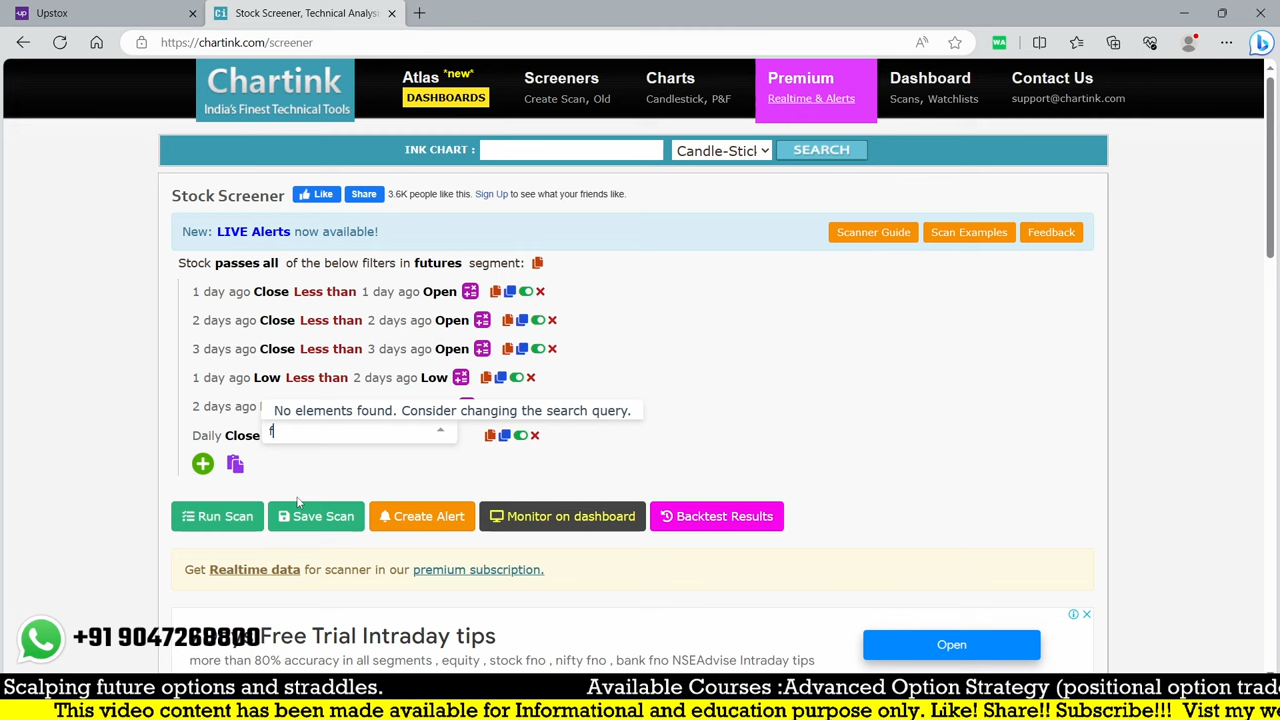 Upstox
Stock Screener, Technical Analys
https://chartink.com/screener
Chartink
India's Finest Technical Tools
Atlas *new*
DASHBOARDS
Screeners
Create Scan, Old
Charts
Candlestick, P&F
Premium
Realtime & Alerts
Dashboard
Scans, Watchlists
Contact Us
support@chartink.com
INK CHART : Candle-Stick SEARCH
Stock Screener Like Share 3.6K people like this. Sign Up to see what your friends like.
New: LIVE Alerts now available! Scanner Guide Scan Examples Feedback
Stock passes all of the below filters in futures segment:
1 day ago Close Less than 1 day ago Open
2 days ago Close Less than 2 days ago Open
3 days ago Close Less than 3 days ago Open
1 day ago Low Less than 2 days ago Low
2 days ago
No elements found. Consider changing the search query.
Daily Close f
Run Scan Save Scan Create Alert Monitor on dashboard Backtest Results
Get Realtime data for scanner in our premium subscription.
Free Trial Intraday tips
Open
more than 80% accuracy in all segments , equity , stock fno , nifty fno , bank fno NSEAdvise Intraday tips
Scalping future options and straddles. Available Courses :Advanced Option Strategy (positional option trad
This video content has been made available for Informational and education purpose only. Like! Share!! Subscribe!!! Vist my w